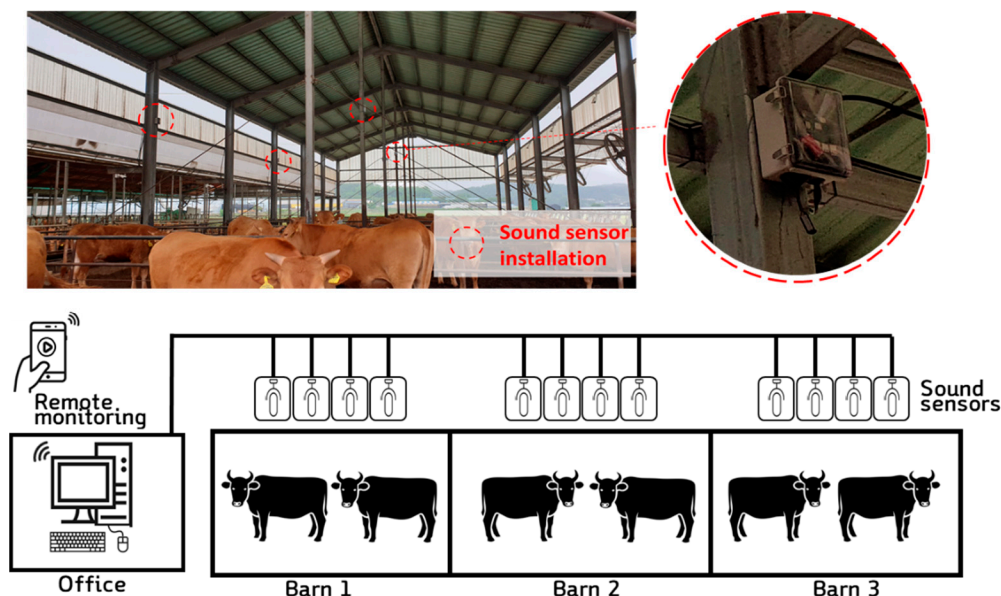 Sound sensor
installation
Remote
monitoring
Sound
sensors
Office
Barn 1
Barn 2
Barn 3